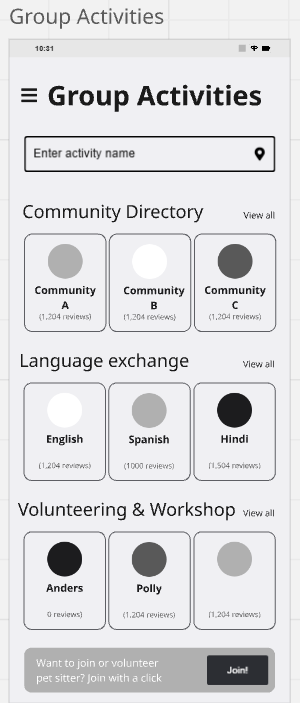 Group Activities
10:31
Group Activities
Enter activity name
Community Directory
View all
Community A
(1,204 reviews)
Community B
(1,204 reviews)
Community C
(1,204 reviews)
Language exchange
View all
English
(1,204 reviews)
Spanish
(1000 reviews)
Hindi
(1,504 reviews)
Volunteering & Workshop
View all
Anders
0 reviews)
Polly
(1,204 reviews)
(1,204 reviews)
Want to join or volunteer
pet sitter? Join with a click
Join!